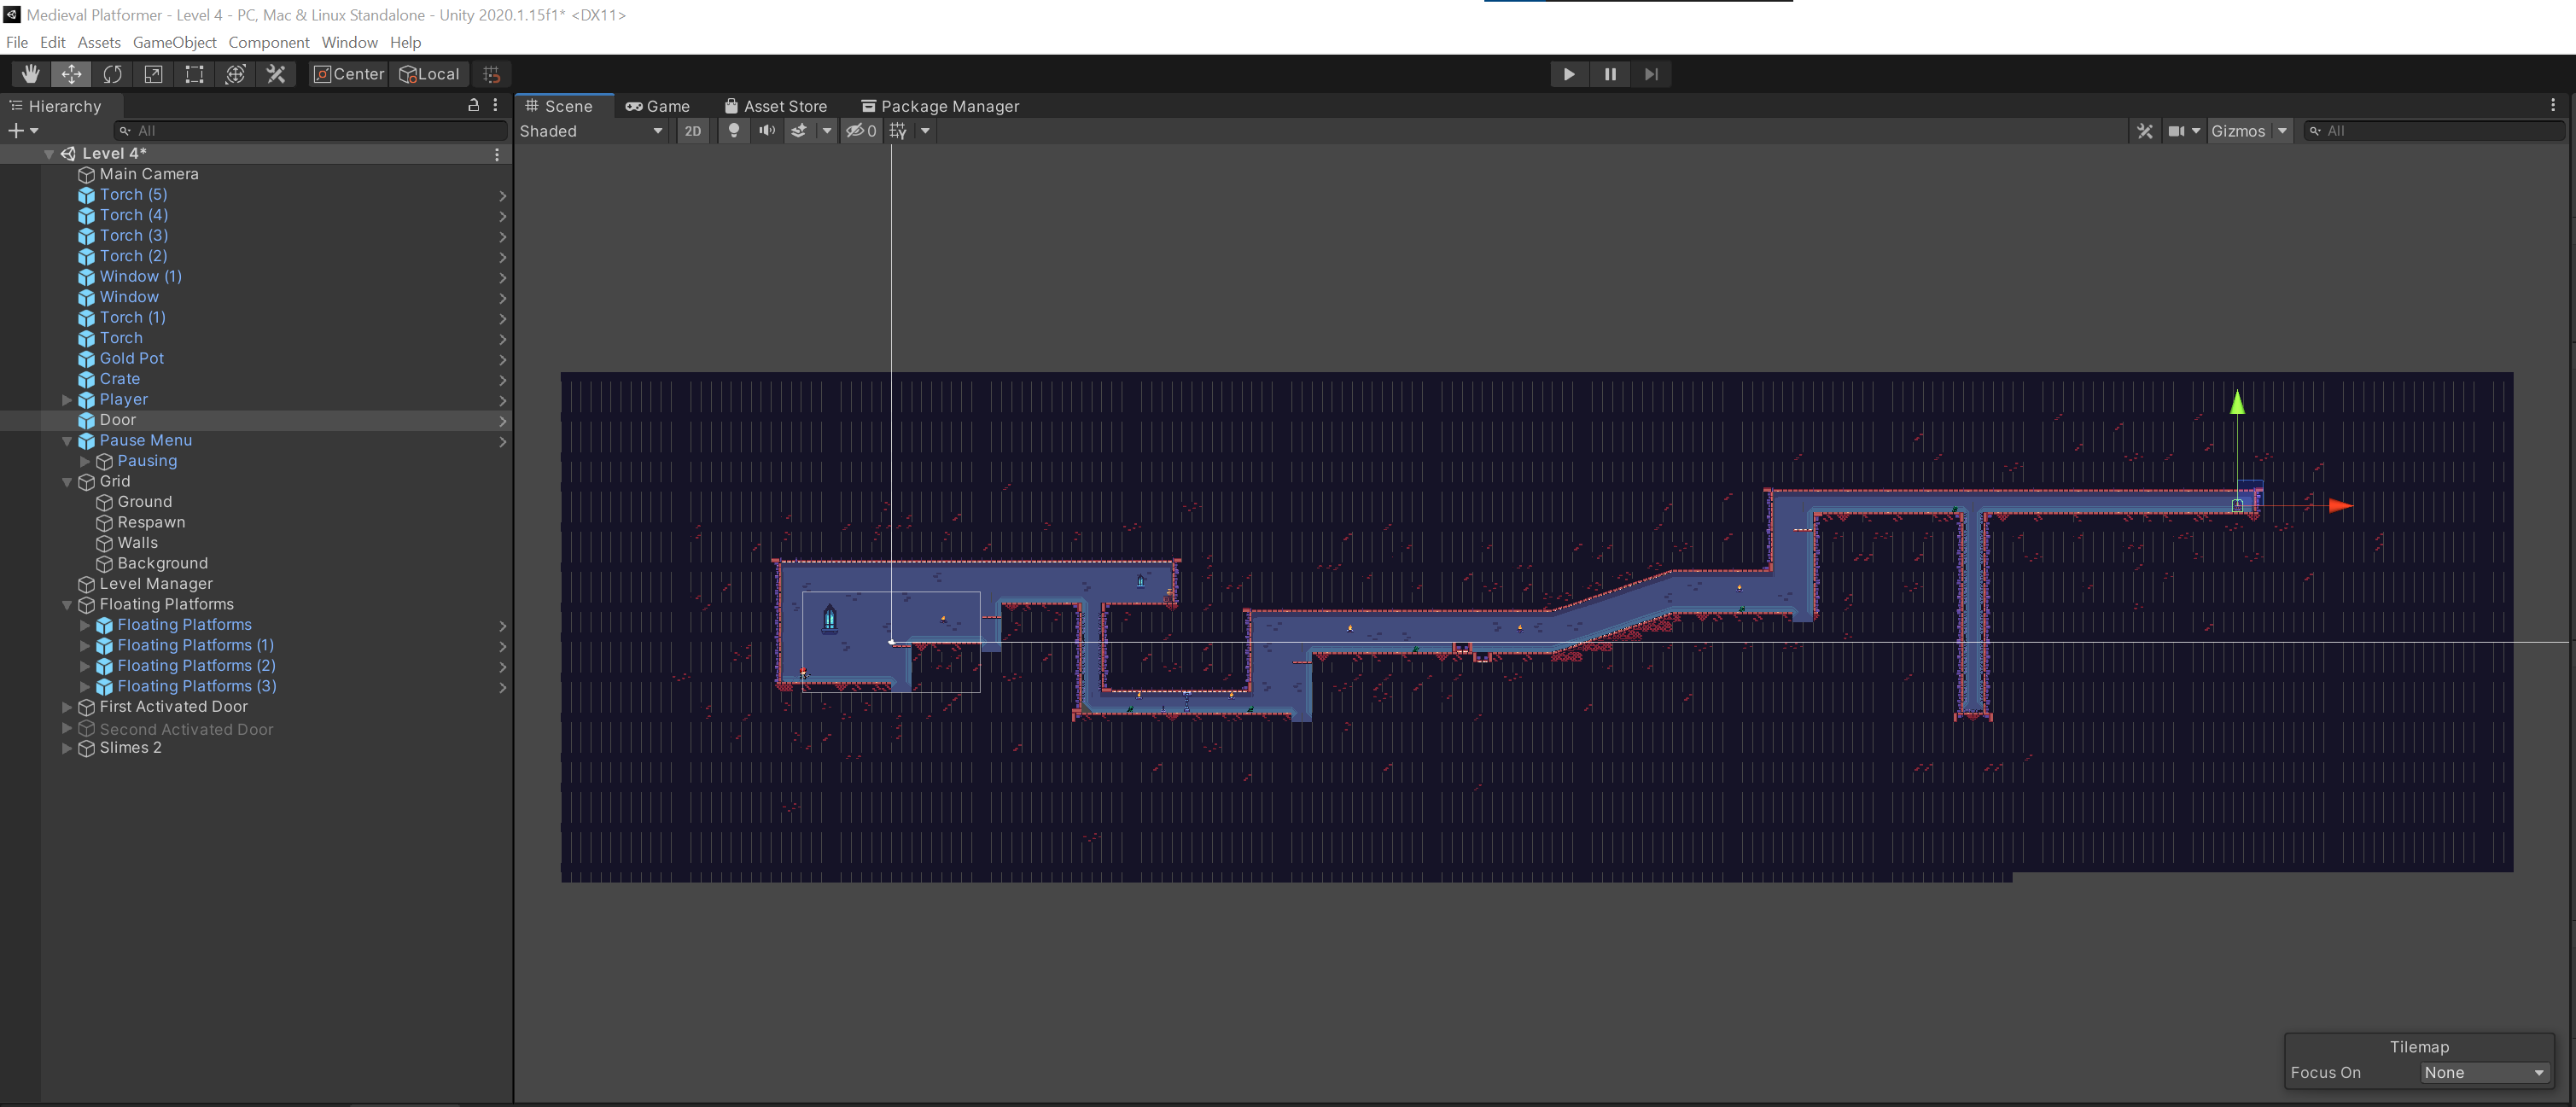 Medieval Platformer - Level 4 - PC, Mac & Linux Standalone - Unity 2020.1.15f1* <DX11>
File Edit Assets GameObject Component Window Help
Center Local
Hierarchy
Scene Game Asset Store Package Manager
All
Shaded 2D 0 Gizmos All
Level 4*
Main Camera
Torch (5)
Torch (4)
Torch (3)
Torch (2)
Window (1)
Window
Torch (1)
Torch
Gold Pot
Crate
Player
Door
Pause Menu
Pausing
Grid
Ground
Respawn
Walls
Background
Level Manager
Floating Platforms
Floating Platforms
Floating Platforms (1)
Floating Platforms (2)
Floating Platforms (3)
First Activated Door
Second Activated Door
Slimes 2
Tilemap
Focus On None